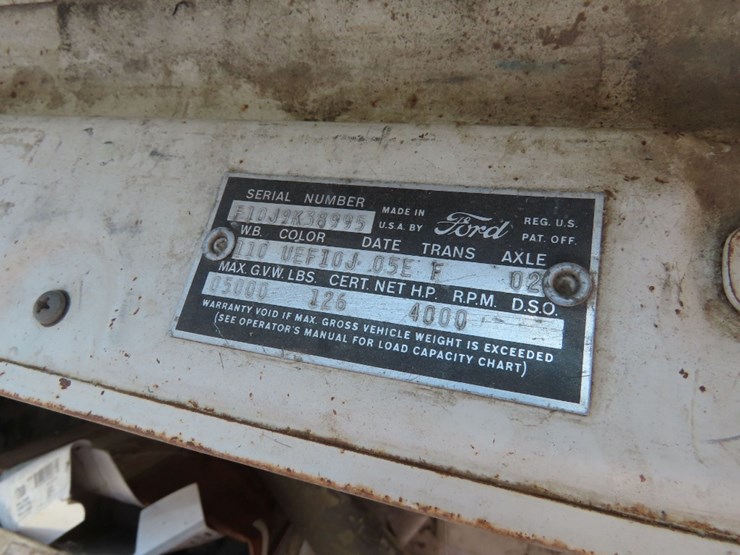 SERIAL NUMBER
F10J2K38995
MADE IN
U.S.A. BY
Ford
REG. U.S.
PAT. OFF.
W.B. COLOR DATE TRANS AXLE
110 UEF10J .05E F 02
MAX. G.V.W. LBS. CERT. NET H.P. R.P.M. D.S.O.
05000 126 4000
WARRANTY VOID IF MAX. GROSS VEHICLE WEIGHT IS EXCEEDED
(SEE OPERATOR'S MANUAL FOR LOAD CAPACITY CHART)